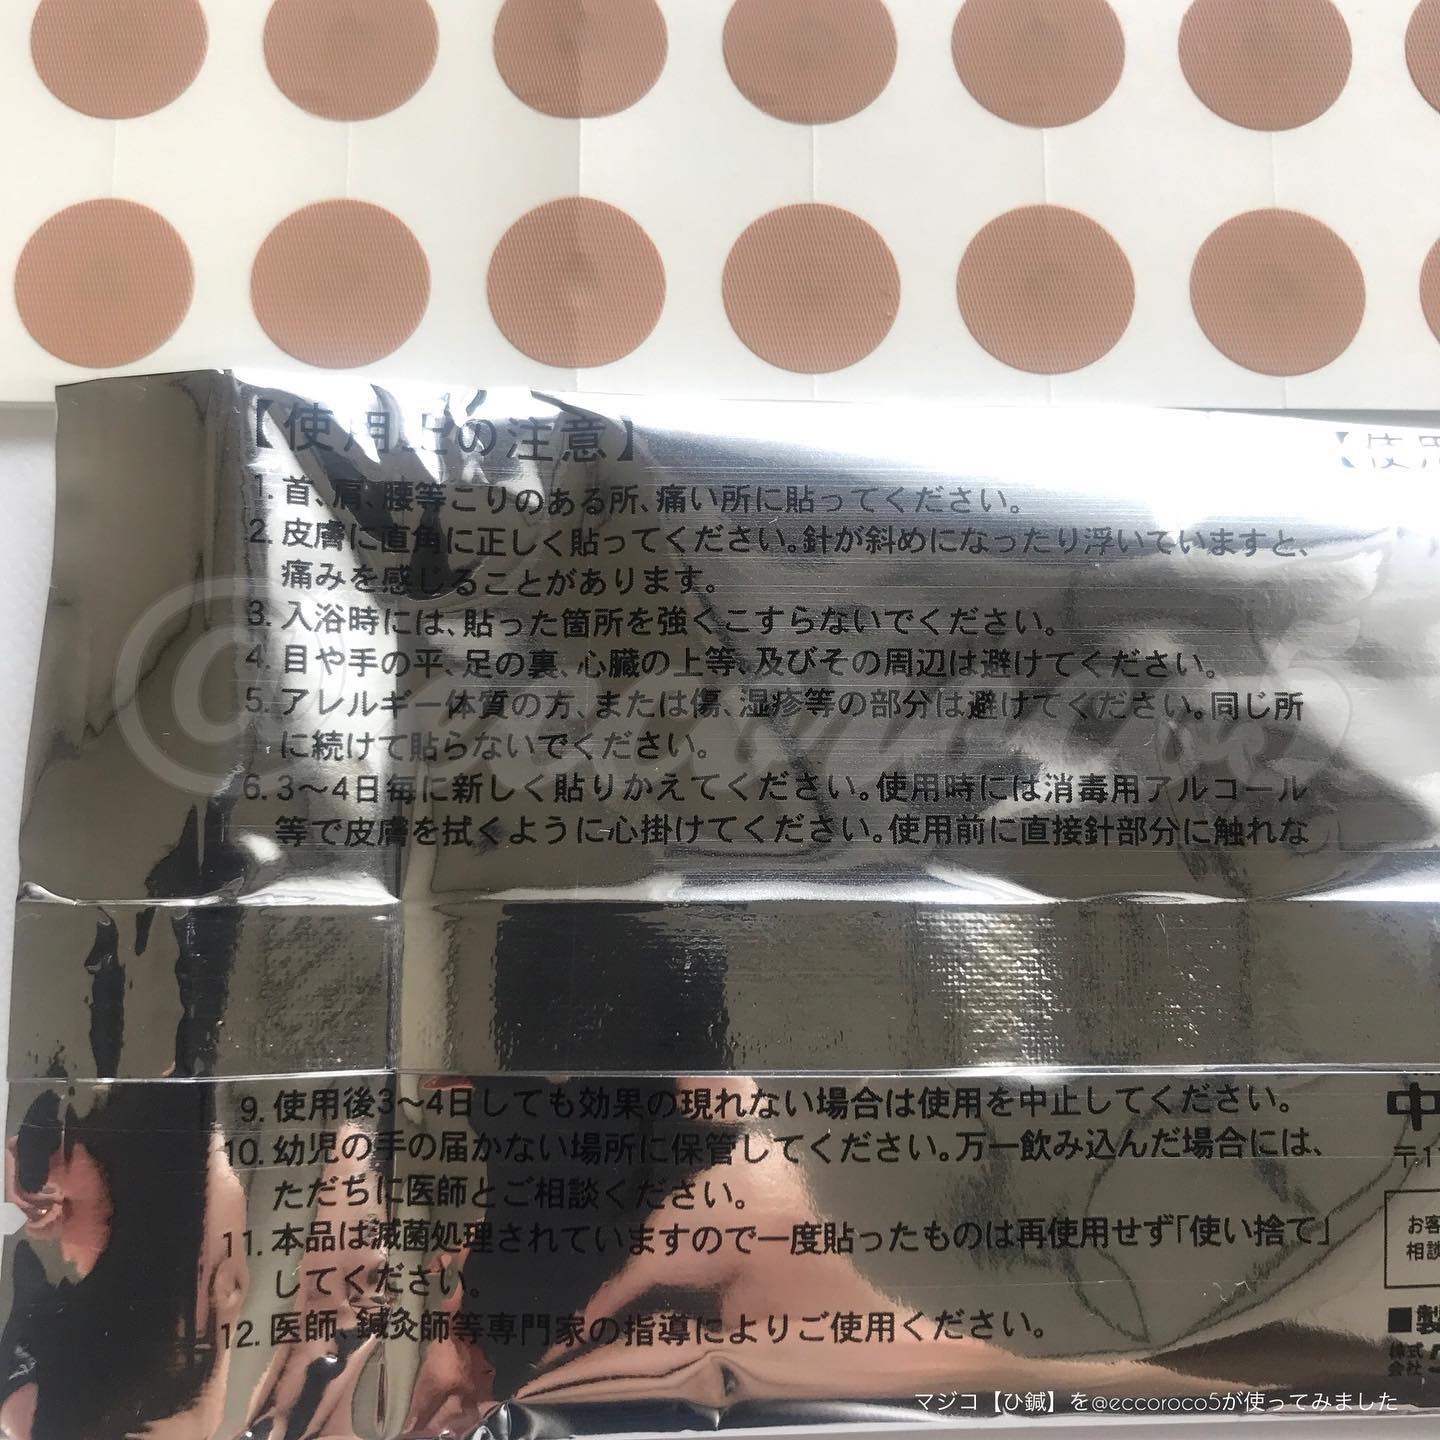 【使用上の注意】
1. 首、肩、腰等こりのある所、痛い所に貼ってください。
2. 皮膚に直角に正しく貼ってください。針が斜めになったり浮いていますと、
痛みを感じることがあります。
3. 入浴時には、貼った箇所を強くこすらないでください。
4. 目や手の平、足の裏、心臓の上等、及びその周辺は避けてください。
5. アレルギー体質の方、または傷、湿疹等の部分は避けてください。同じ所
に続けて貼らないでください。
6. 3〜4日毎に新しく貼りかえてください。使用時には消毒用アルコール
等で皮膚を拭くように心掛けてください。使用前に直接針部分に触れな
9. 使用後3〜4日しても効果の現れない場合は使用を中止してください。
10. 幼児の手の届かない場所に保管してください。万一飲み込んだ場合には、
ただちに医師とご相談ください。
11. 本品は滅菌処理されていますので一度貼ったものは再使用せず「使い捨て」
してください。
12. 医師、鍼灸師等専門家の指導によりご使用ください。
【使用
中
〒1
お客
相談
■製
株式
会社
マジコ【ひ鍼】を@eccoroco5が使ってみました